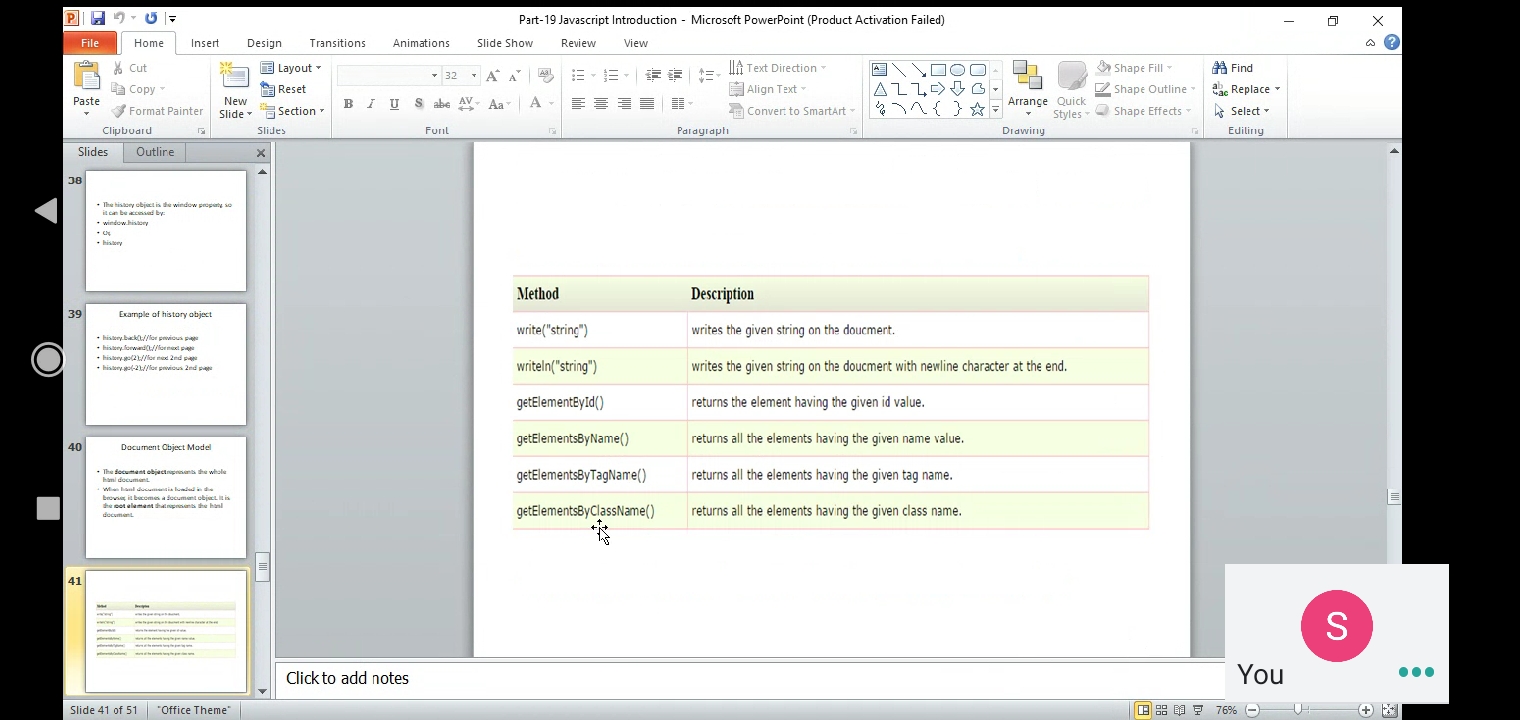 Part-19 Javascript Introduction - Microsoft PowerPoint (Product Activation Failed)
File Home Insert Design Transitions Animations Slide Show Review View
Paste
Cut
Copy
Format Painter
Clipboard
New
Slide
Layout
Reset
Section
Slides
32
Font
Text Direction
Align Text
Convert to SmartArt
Paragraph
Arrange
Quick
Styles
Shape Fill
Shape Outline
Shape Effects
Drawing
Find
Replace
Select
Editing
Slides Outline
38
• The history object is the window property, so
it can be accessed by:
• window.history
• Or,
• history
39
Example of history object
• history.back();//for previous page
• history.forward();//for next page
• history.go(2);//for next 2nd page
• history.go(-2);//for previous 2nd page
40
Document Object Model
• The document object represents the whole
html document.
• When html document is loaded in the
browser, it becomes a document object. It is
the root element that represents the html
document.
41
Method Description
write("string") writes the given string on the doucment.
writeln("string") writes the given string on the doucment with newline character at the end.
getElementById() returns the element having the given id value.
getElementsByName() returns all the elements having the given name value.
getElementsByTagName() returns all the elements having the given tag name.
getElementsByClassName() returns all the elements having the given class name.
Click to add notes
S
You
Slide 41 of 51 "Office Theme" 76%